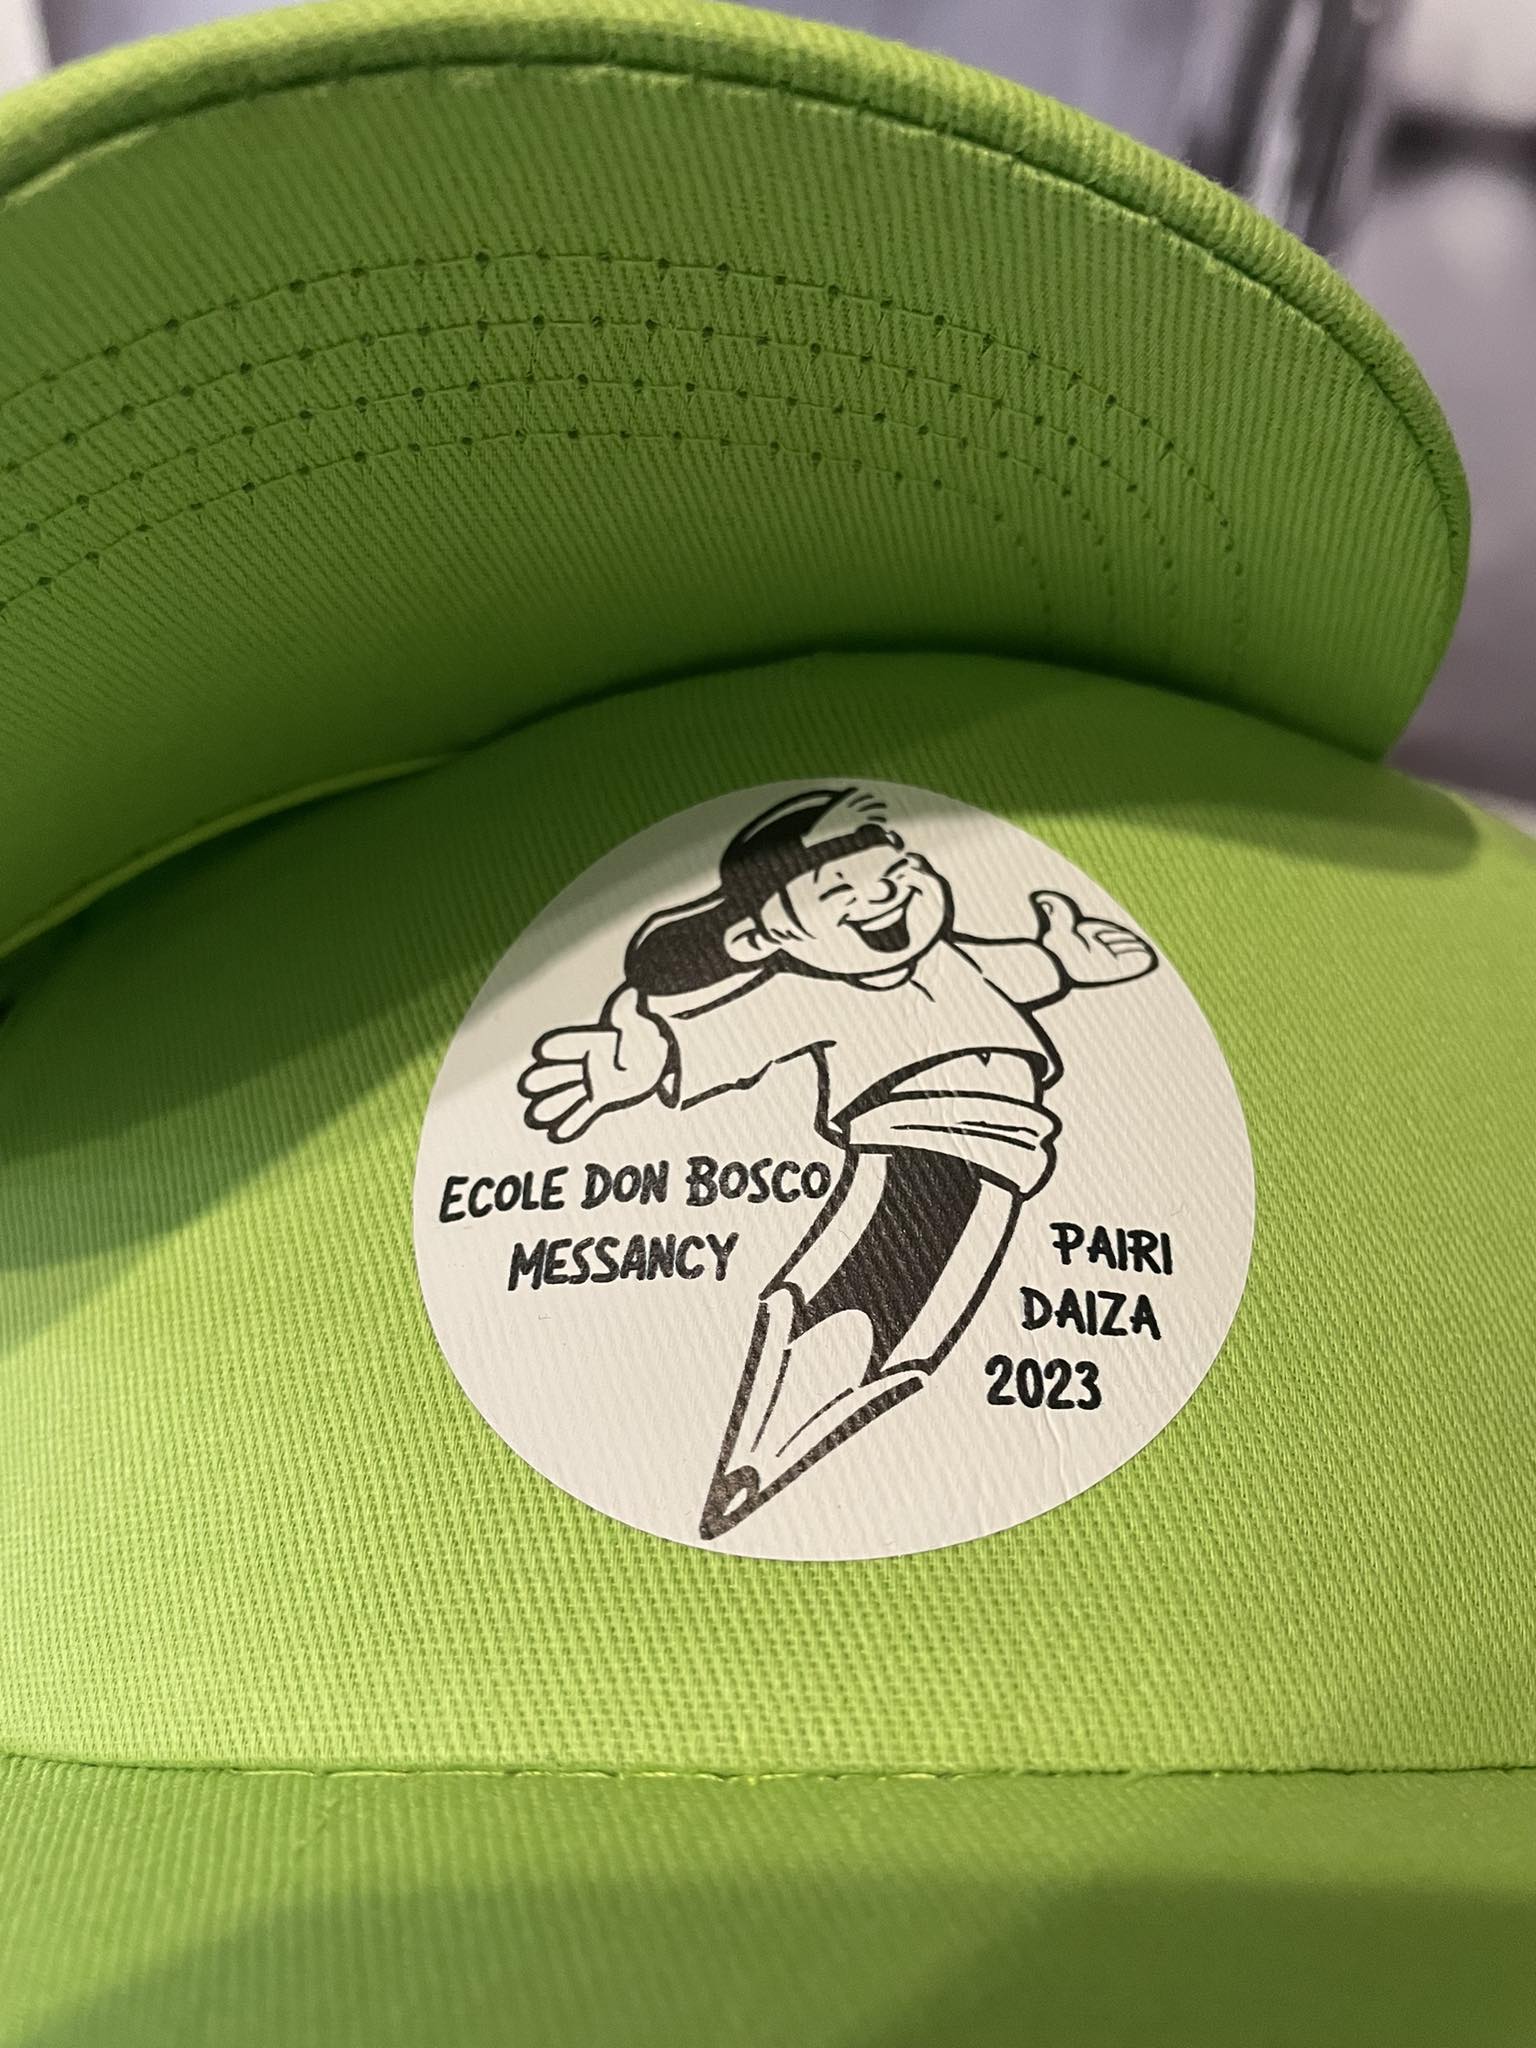 ECOLE DON BOSCO
MESSANCY
PAIRI
DAIZA
2023